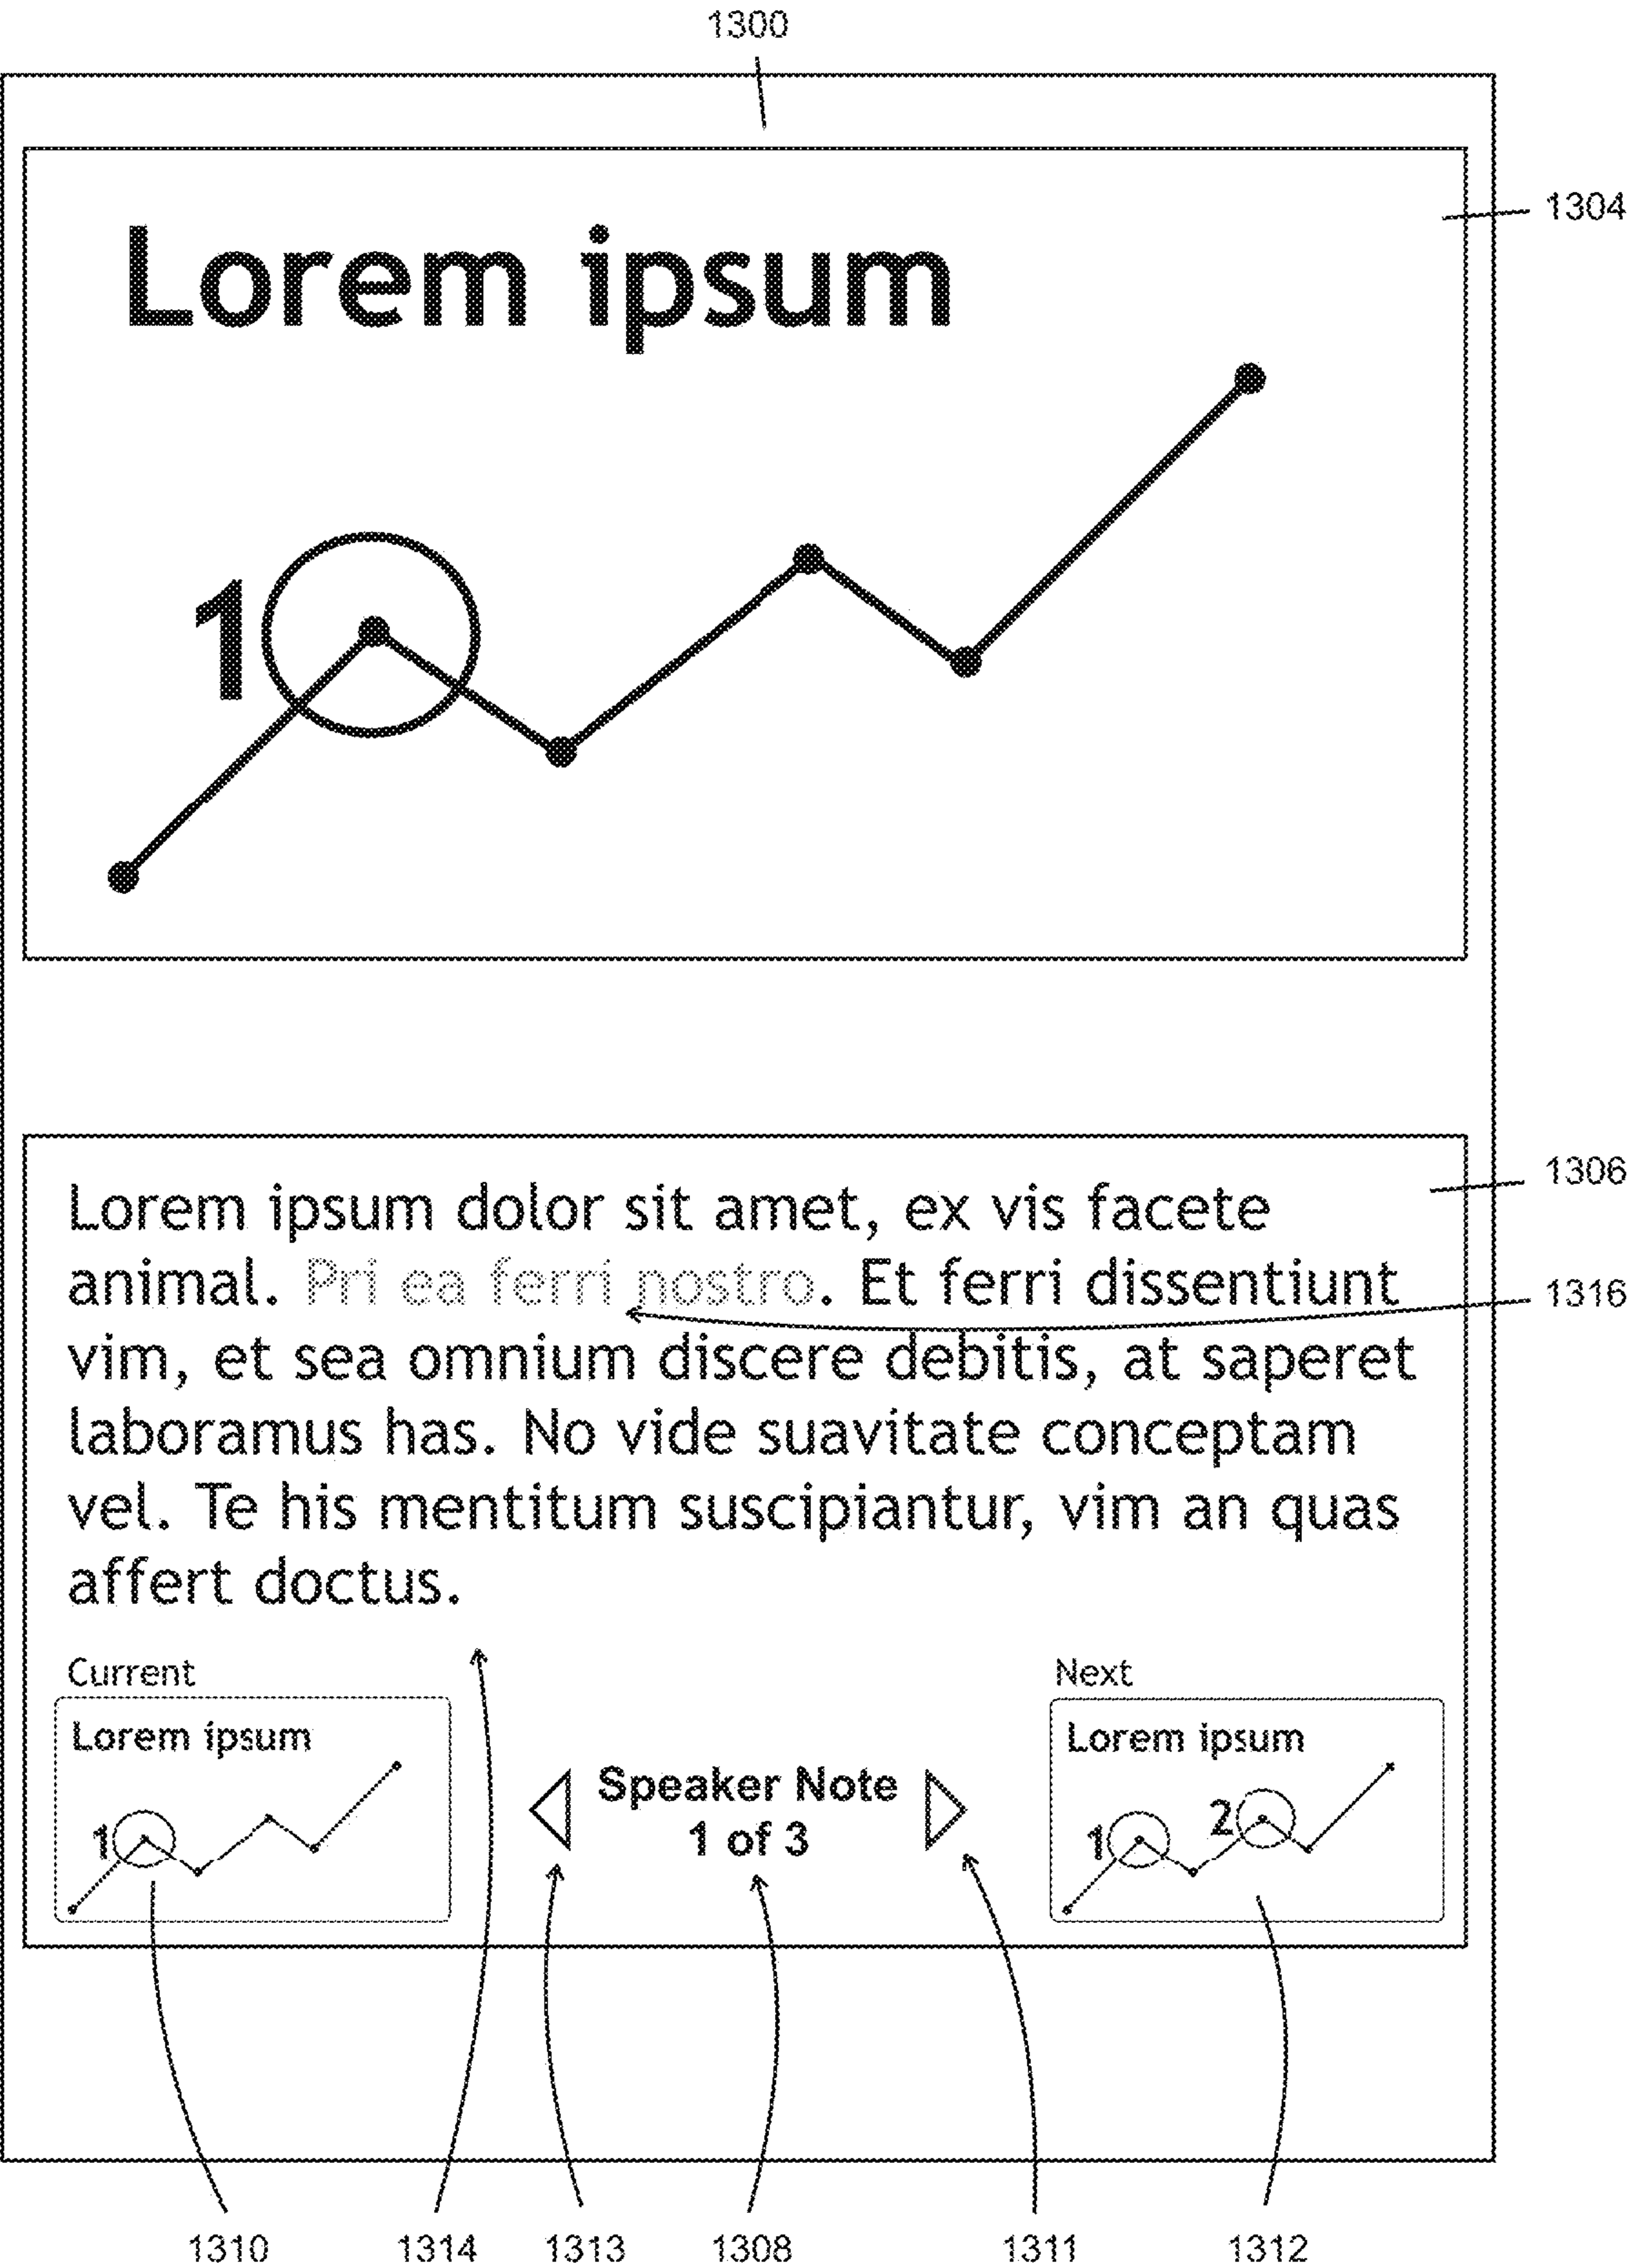 1300
1304
Lorem ipsum
1
1306
Lorem ipsum dolor sit amet, ex vis facete
animal. Pri ea ferri nostro. Et ferri dissentiunt
1316
vim, et sea omnium discere debitis, at saperet
laboramus has. No vide suavitate conceptam
vel. Te his mentitum suscipiantur, vim an quas
affert doctus.
Current
Lorem ipsum
1
Speaker Note
1 of 3
Next
Lorem ipsum
1 2
1310 1314 1313 1308 1311 1312